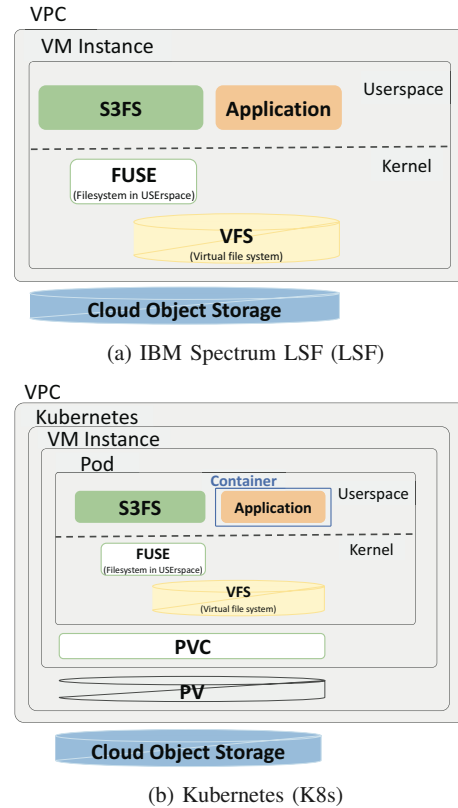 VPC
VM Instance
Userspace
S3FS
Application
Kernel
FUSE
(Filesystem in USErspace)
VFS
(Virtual file system)
Cloud Object Storage
(a) IBM Spectrum LSF (LSF)
VPC
Kubernetes
VM Instance
Pod
Container
Userspace
S3FS
Application
Kernel
FUSE
(Filesystem in USErspace)
VFS
(Virtual file system)
PVC
PV
Cloud Object Storage
(b) Kubernetes (K8s)